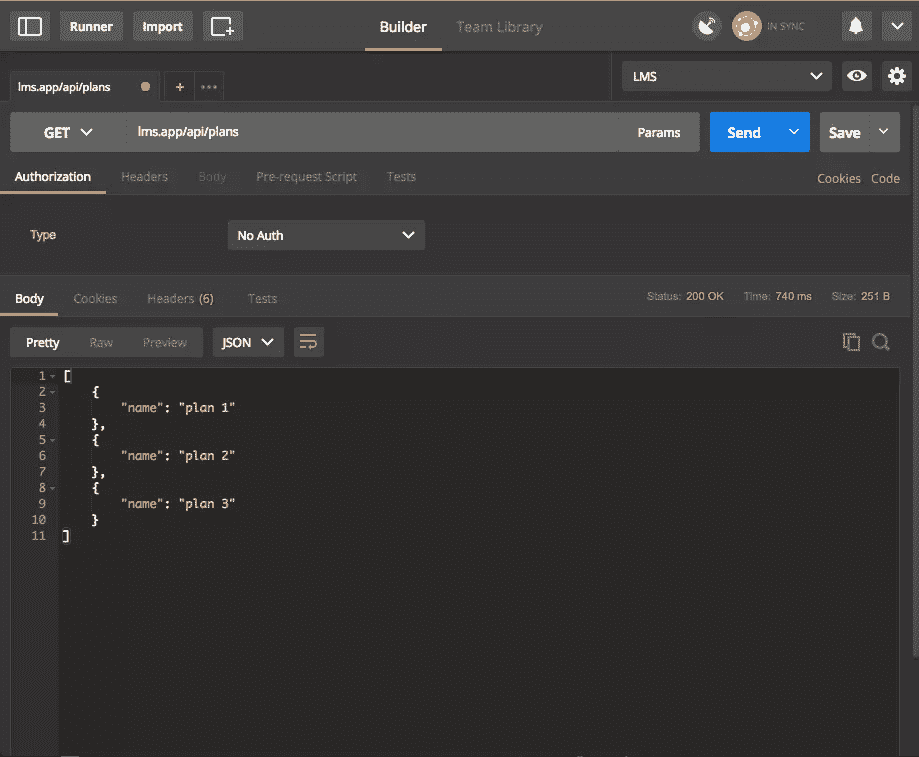 Runner Import Builder Team Library IN SYNC
lms.app/api/plans + ••• LMS
GET lms.app/api/plans Params Send Save
Authorization Headers Body Pre-request Script Tests Cookies Code
Type No Auth
Body Cookies Headers (6) Tests Status: 200 OK Time: 740 ms Size: 251 B
Pretty Raw Preview JSON
1 [
2 {
3 "name": "plan 1"
4 },
5 {
6 "name": "plan 2"
7 },
8 {
9 "name": "plan 3"
10 }
11 ]